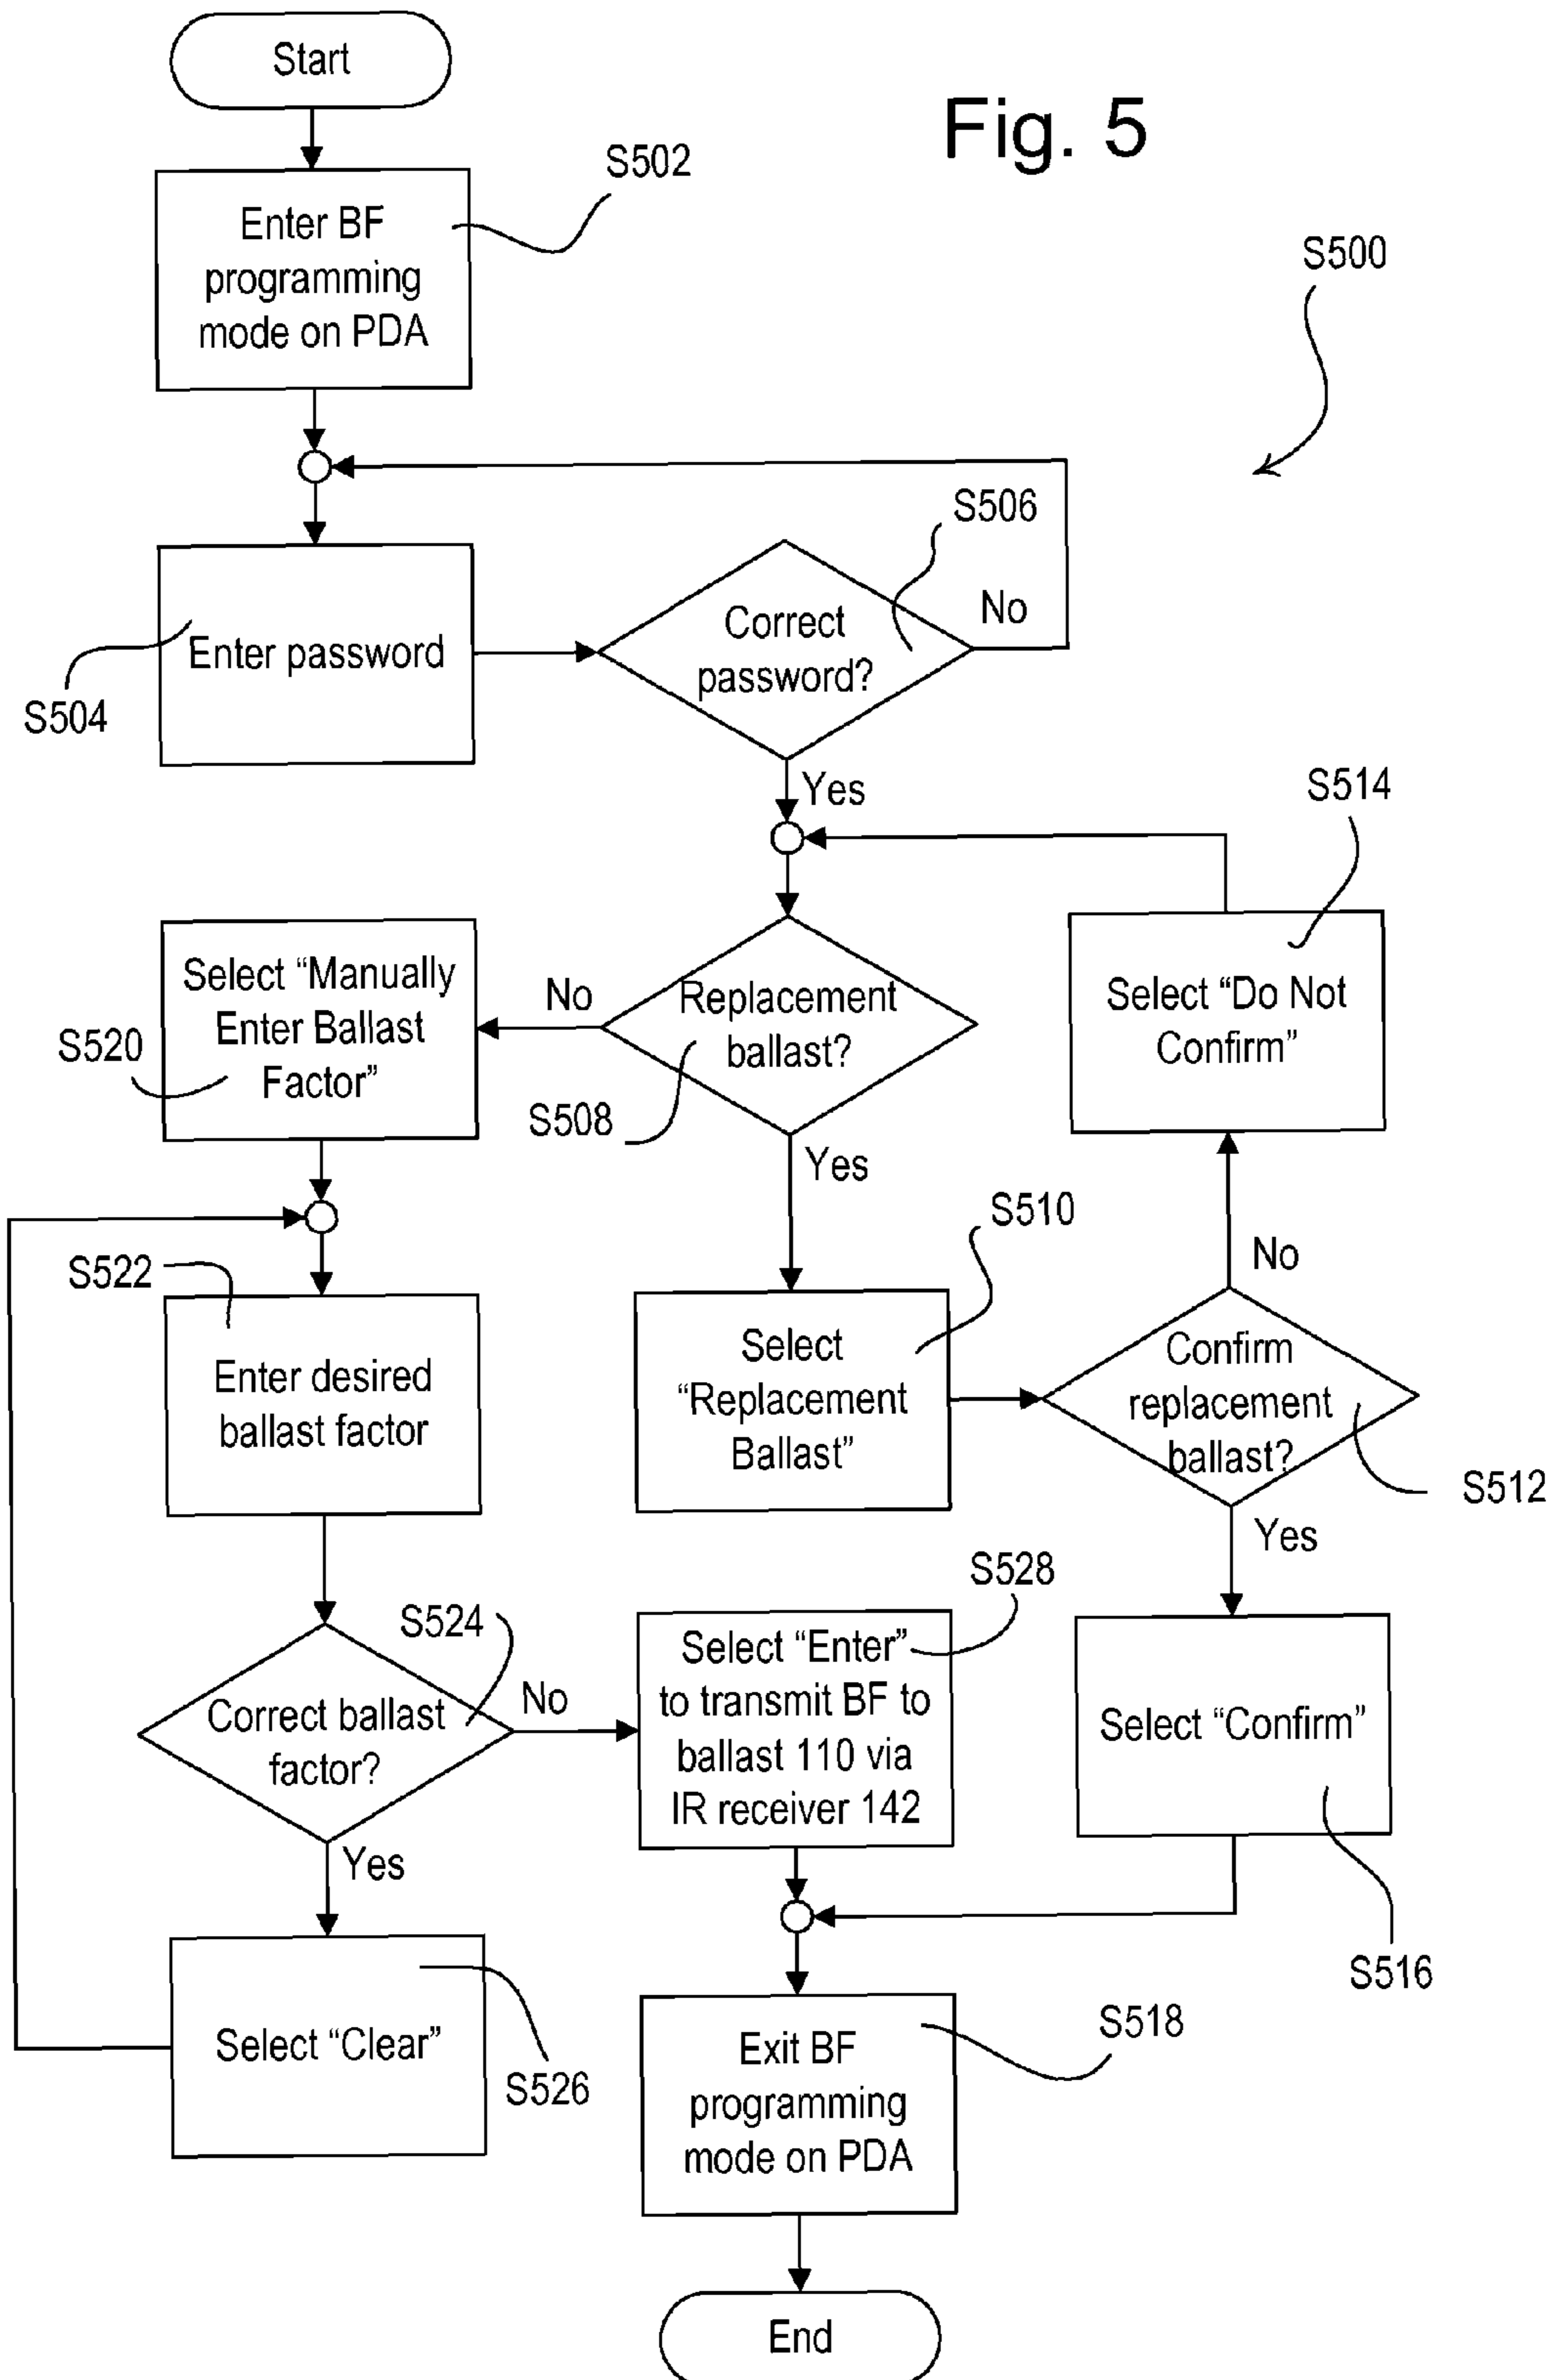 Start
Fig. 5
S502
Enter BF
programming
mode on PDA
S500
S506
No
Correct
password?
Enter password
S504
Yes
S514
Select “Manually
Enter Ballast
Factor”
S520
No
Replacement
ballast?
S508
Select “Do Not
Confirm”
Yes
S510
No
S522
Enter desired
ballast factor
Select
“Replacement
Ballast”
Confirm
replacement
ballast?
S512
Yes
S528
S524
Correct ballast
factor?
No
Select “Enter”
to transmit BF to
ballast 110 via
IR receiver 142
Select “Confirm”
Yes
S516
Select “Clear”
S526
S518
Exit BF
programming
mode on PDA
End